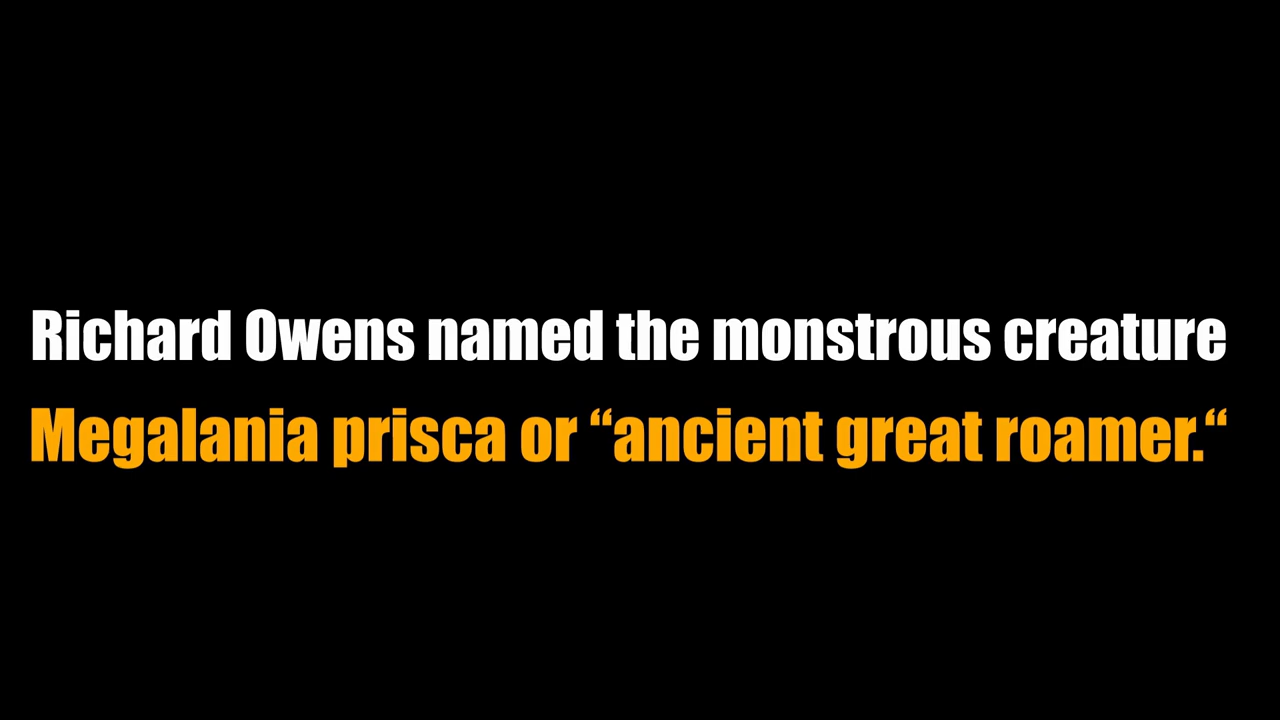 Richard Owens named the monstrous creature
Megalania prisca or “ancient great roamer.“